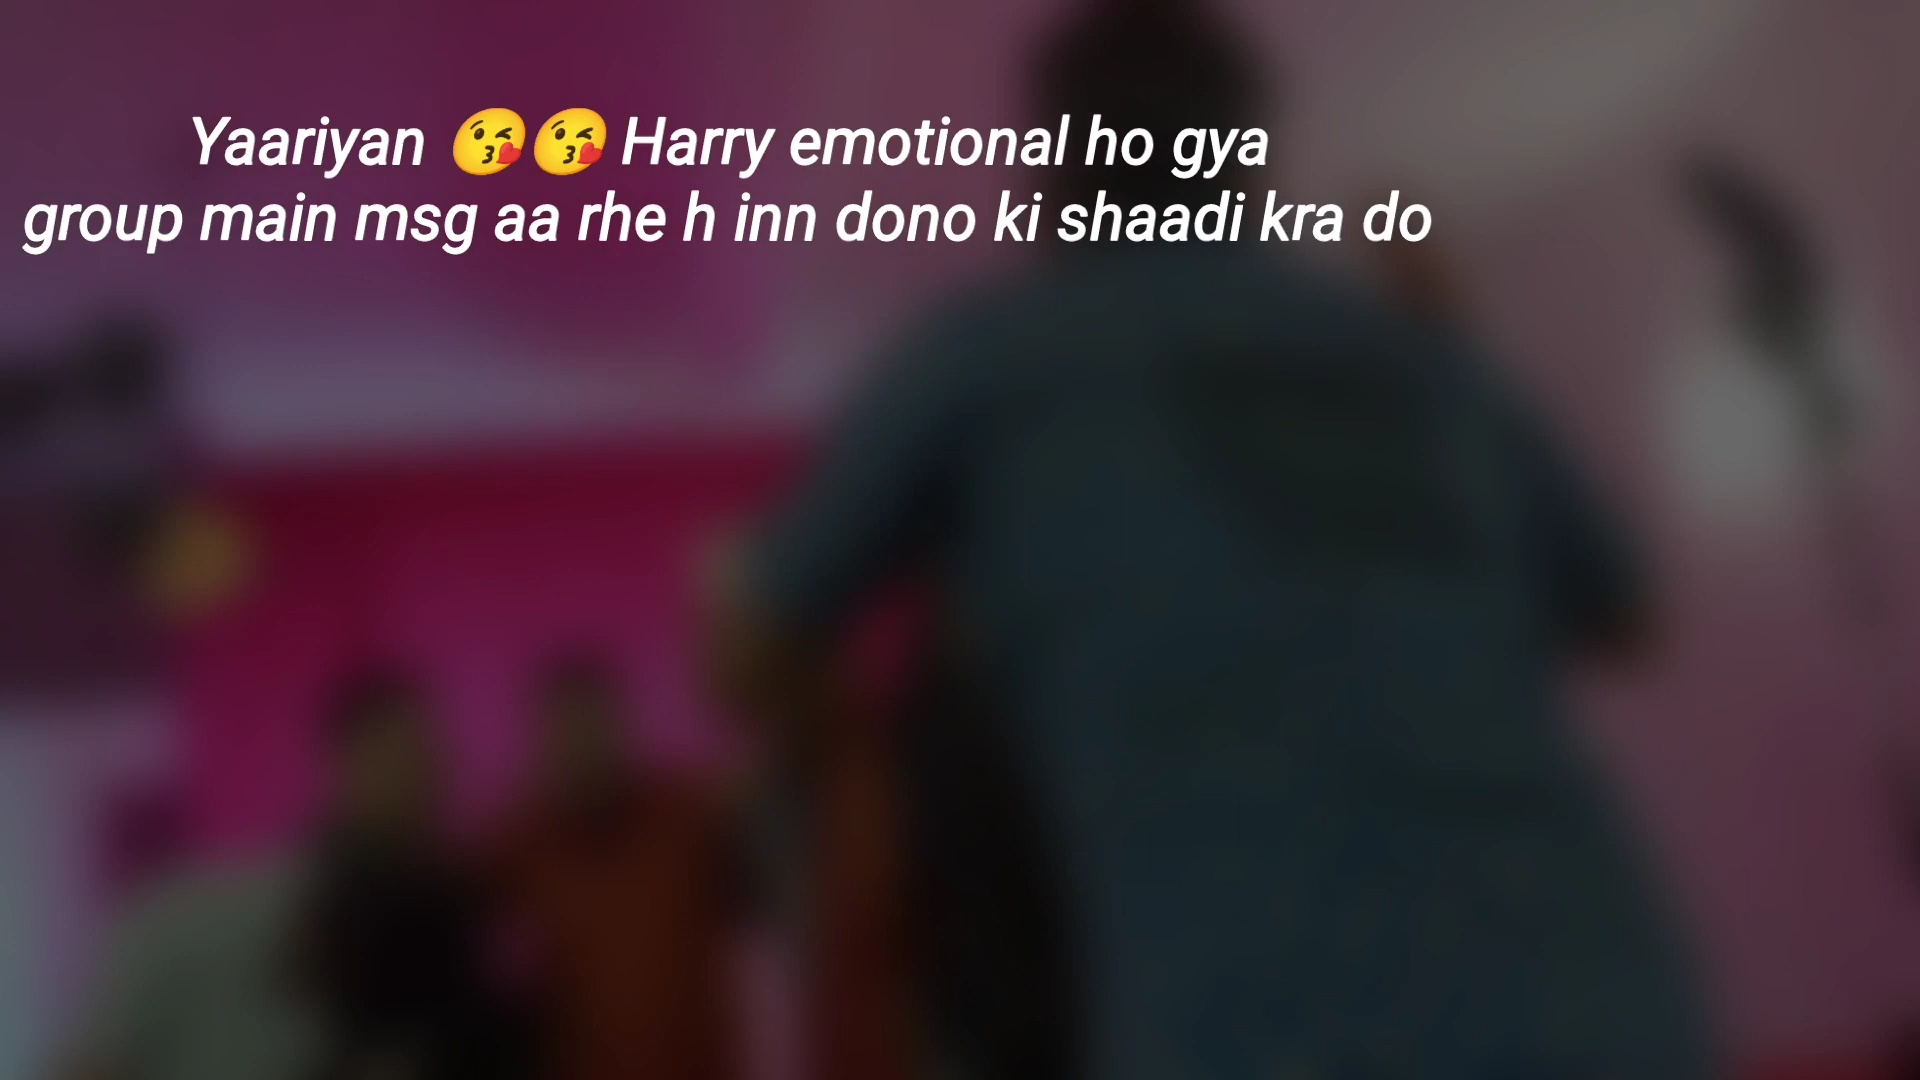 Yaariyan 😘😘 Harry emotional ho gya
group main msg aa rhe h inn dono ki shaadi kra do